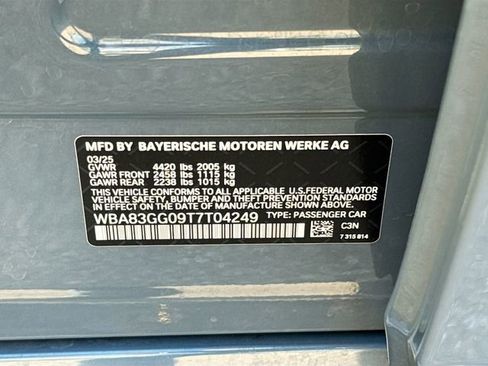 MFD BY BAYERISCHE MOTOREN WERKE AG
03/25
GVWR 4420 lbs 2005 kg
GAWR FRONT 2458 lbs 1115 kg
GAWR REAR 2238 lbs 1015 kg
THIS VEHICLE CONFORMS TO ALL APPLICABLE U.S.FEDERAL MOTOR
VEHICLE SAFETY, BUMPER AND THEFT PREVENTION STANDARDS
IN EFFECT ON THE DATE OF MANUFACTURE SHOWN ABOVE.
WBA83GG09T7T04249 TYPE: PASSENGER CAR
C3N
7 315 814